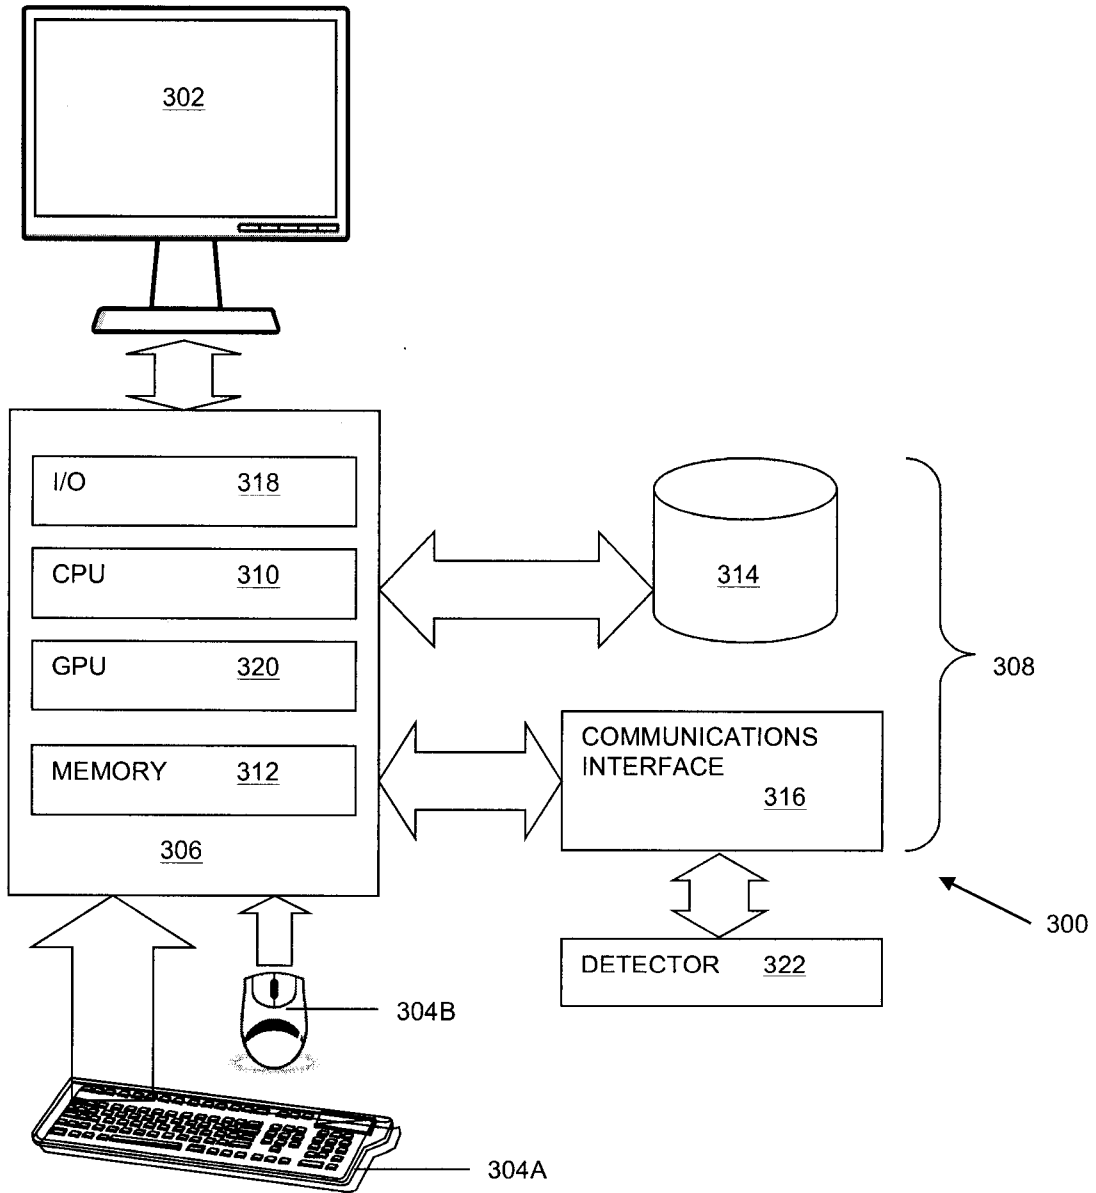 302
I/O 318
CPU 310
314
GPU 320
308
COMMUNICATIONS
INTERFACE
316
MEMORY 312
306
300
DETECTOR 322
304B
304A